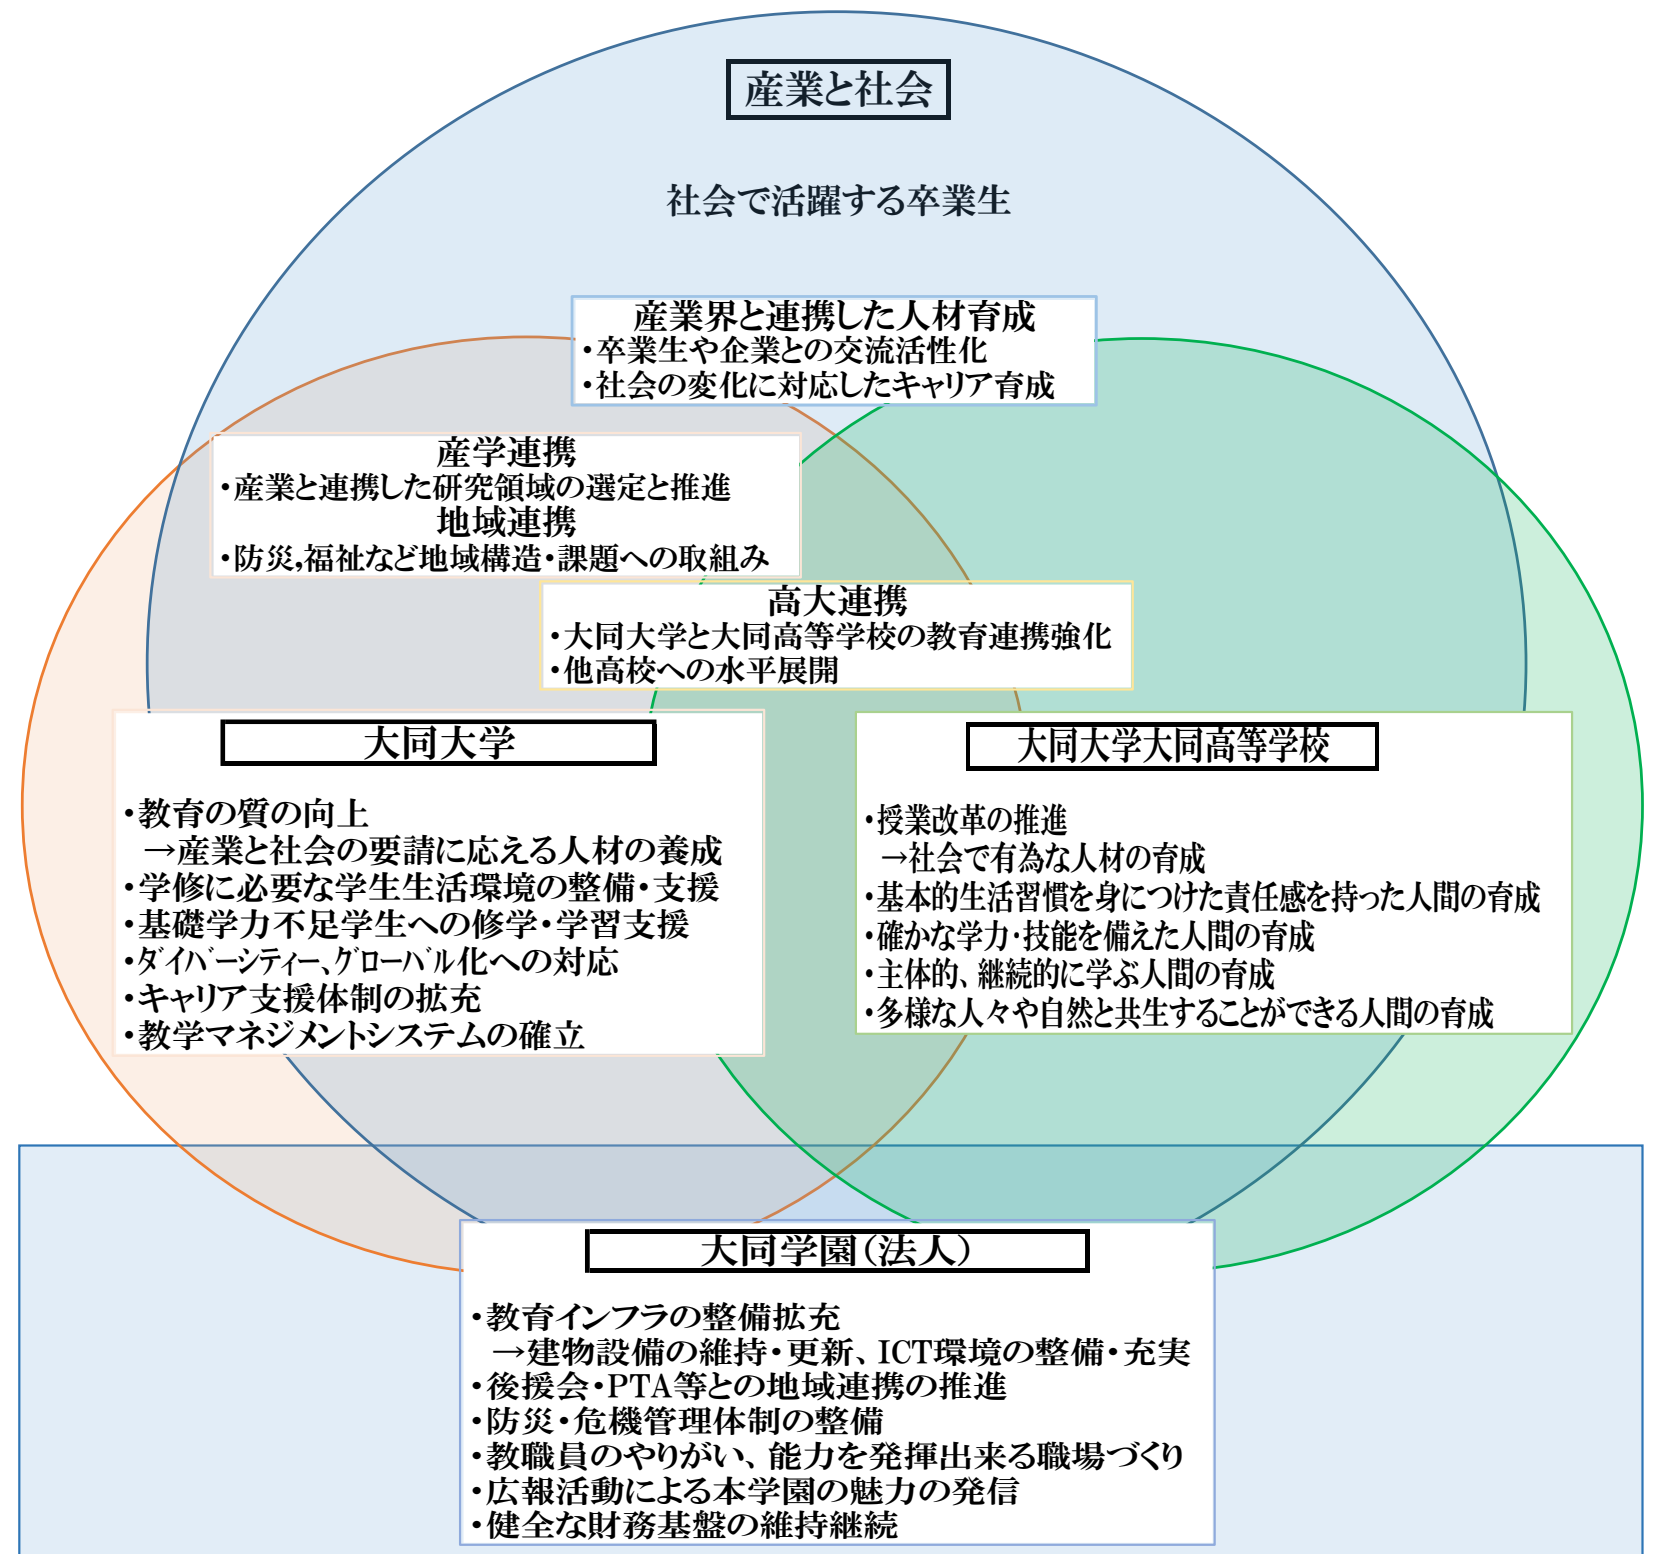 産業と社会
社会で活躍する卒業生
産業界と連携した人材育成
・卒業生や企業との交流活性化
・社会の変化に対応したキャリア育成
産学連携
・産業と連携した研究領域の選定と推進
地域連携
・防災,福祉など地域構造・課題への取組み
高大連携
・大同大学と大同高等学校の教育連携強化
・他高校への水平展開
大同大学
・教育の質の向上
→産業と社会の要請に応える人材の養成
・学修に必要な学生生活環境の整備・支援
・基礎学力不足学生への修学・学習支援
・ダイバーシティー、グローバル化への対応
・キャリア支援体制の拡充
・教学マネジメントシステムの確立
大同大学大同高等学校
・授業改革の推進
→社会で有為な人材の育成
・基本的生活習慣を身につけた責任感を持った人間の育成
・確かな学力・技能を備えた人間の育成
・主体的、継続的に学ぶ人間の育成
・多様な人々や自然と共生することができる人間の育成
大同学園(法人)
・教育インフラの整備拡充
→建物設備の維持・更新、ICT環境の整備・充実
・後援会・PTA等との地域連携の推進
・防災・危機管理体制の整備
・教職員のやりがい、能力を発揮出来る職場づくり
・広報活動による本学園の魅力の発信
・健全な財務基盤の維持継続